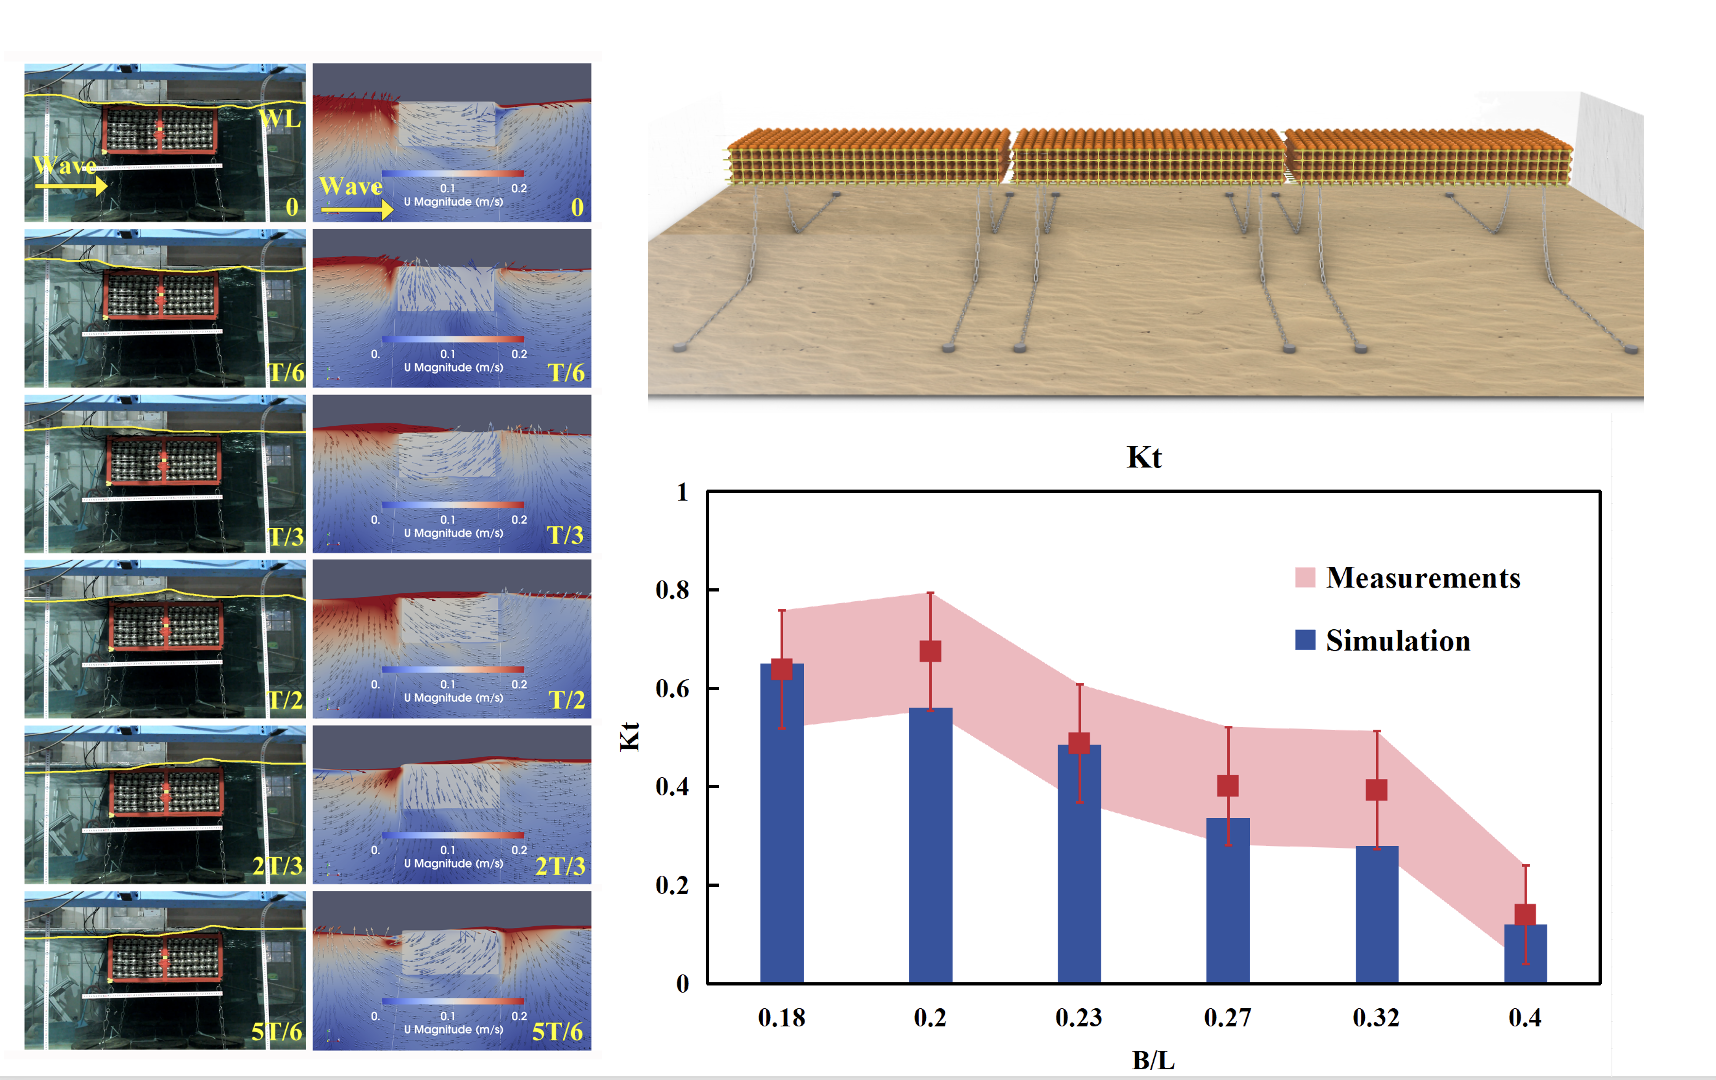 WL
Wave
0
0.1
0.2
Wave
U Magnitude (m/s)
0
T/6
0.
0.1
0.2
U Magnitude (m/s)
T/6
T/3
0.
0.1
0.2
U Magnitude (m/s)
T/3
T/2
0.
0.1
0.2
U Magnitude (m/s)
T/2
2T/3
0.
0.1
0.2
U Magnitude (m/s)
2T/3
5T/6
0.
0.1
0.2
U Magnitude (m/s)
5T/6
Kt
1
0.8
0.6
0.4
0.2
0
Kt
Measurements
Simulation
0.18
0.2
0.23
0.27
0.32
0.4
B/L